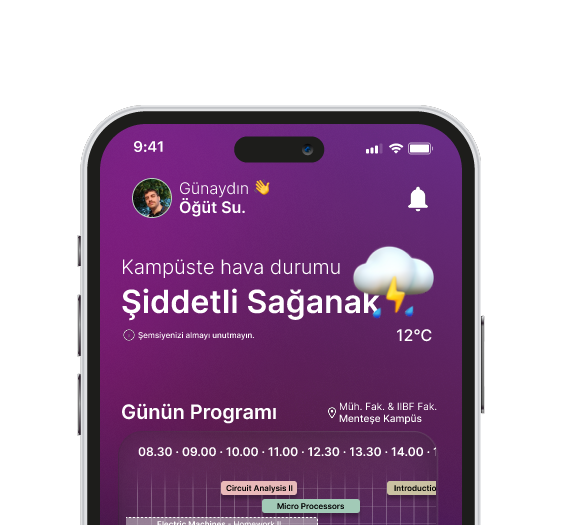 9:41
Günaydın 👋
Öğüt Su.
Kampüste hava durumu
Şiddetli Sağanak
Şemsiyenizi almayı unutmayın.
12°C
Günün Programı
Müh. Fak. & IIBF Fak.
Menteşe Kampüs
08.30 · 09.00 · 10.00 · 11.00 · 12.30 · 13.30 · 14.00 ·
Circuit Analysis II
Introductio
Micro Processors
Electric Machines - Homework II